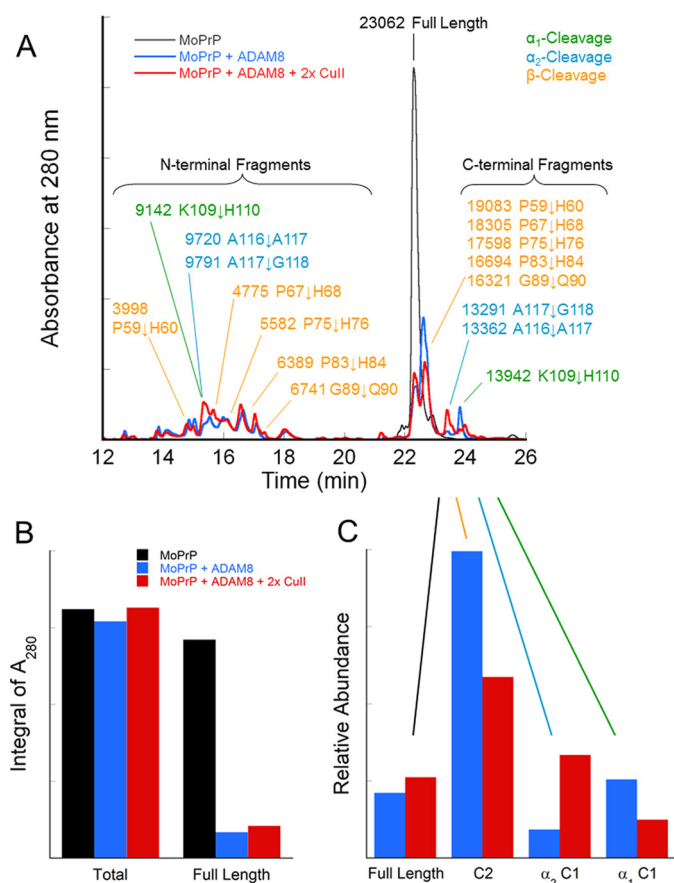 A
23062 Full Length
MoPrP
MoPrP + ADAM8
MoPrP + ADAM8 + 2x CuII
α1-Cleavage
α2-Cleavage
β-Cleavage
Absorbance at 280 nm
N-terminal Fragments
C-terminal Fragments
9142 K109↓H110
9720 A116↓A117
9791 A117↓G118
3998
P59↓H60
4775 P67↓H68
5582 P75↓H76
6389 P83↓H84
6741 G89↓Q90
19083 P59↓H60
18305 P67↓H68
17598 P75↓H76
16694 P83↓H84
16321 G89↓Q90
13291 A117↓G118
13362 A116↓A117
13942 K109↓H110
12 14 16 18 20 22 24 26
Time (min)
B
MoPrP
MoPrP + ADAM8
MoPrP + ADAM8 + 2x CuII
Integral of A280
Total Full Length
C
Relative Abundance
Full Length C2 α2 C1 α1 C1